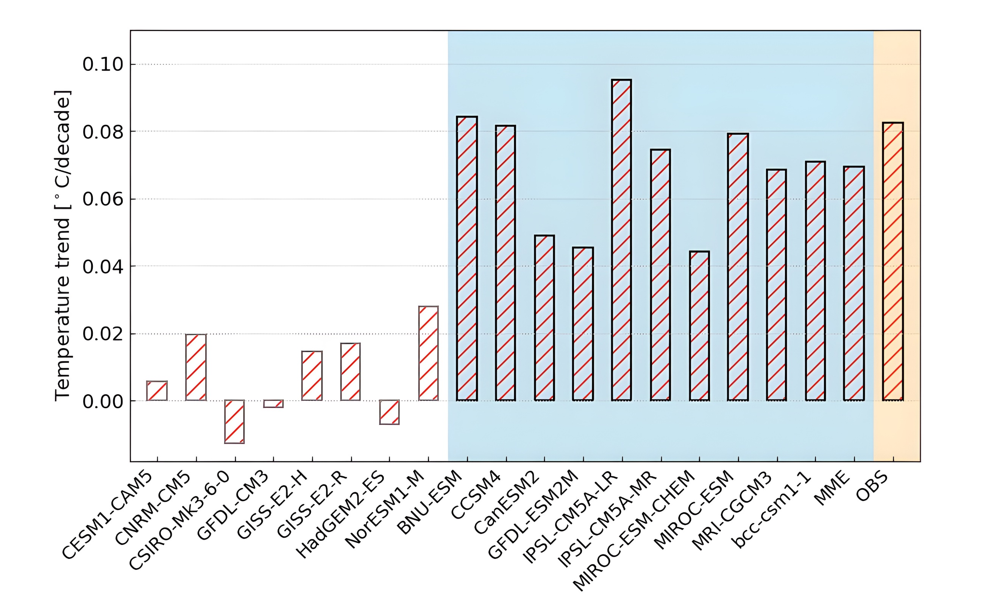 0.10
0.08
0.06
0.04
0.02
0.00
Temperature trend [°C/decade]
CESM1-CAM5
CNRM-CM5
CSIRO-Mk3-6-0
GFDL-CM3
GISS-E2-H
GISS-E2-R
HadGEM2-ES
NorESM1-M
BNU-ESM
CCSM4
CanESM2
GFDL-ESM2M
IPSL-CM5A-LR
IPSL-CM5A-MR
MIROC-ESM-CHEM
MIROC-ESM
MRI-CGCM3
bcc-csm1-1
MME
OBS